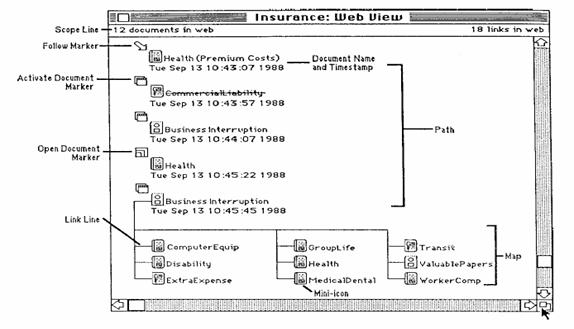 Insurance: Web View
Scope Line
12 documents in web
18 links in web
Follow Marker
Health (Premium Costs)
Tue Sep 13 10:43:07 1988
Document Name
and Timestamp
Activate Document
Marker
CommercialLiability
Tue Sep 13 10:43:57 1988
Business Interruption
Tue Sep 13 10:44:07 1988
Path
Open Document
Marker
Health
Tue Sep 13 10:45:22 1988
Business Interruption
Tue Sep 13 10:45:45 1988
Link Line
ComputerEquip
GroupLife
Transit
Disability
Health
ValuablePapers
Map
ExtraExpense
MedicalDental
WorkerComp
Mini-icon